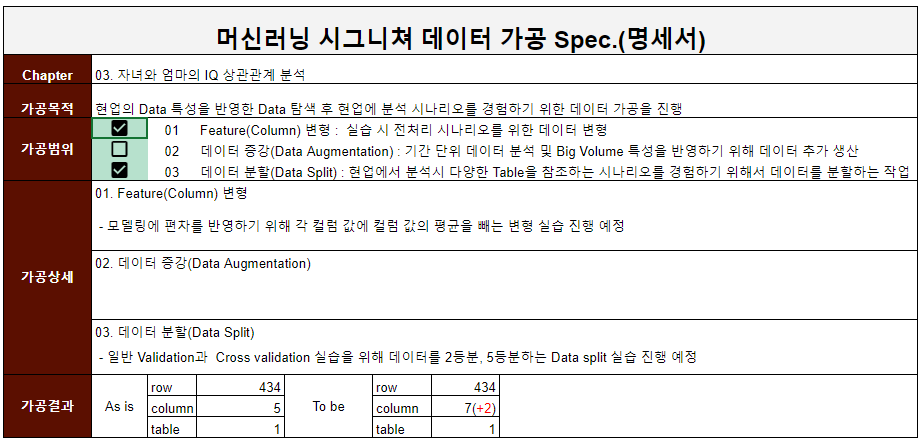 머신러닝 시그니쳐 데이터 가공 Spec.(명세서)
Chapter 03. 자녀와 엄마의 IQ 상관관계 분석
가공목적 현업의 Data 특성을 반영한 Data 탐색 후 현업에 분석 시나리오를 경험하기 위한 데이터 가공을 진행
가공범위
01 Feature(Column) 변형 : 실습 시 전처리 시나리오를 위한 데이터 변형
02 데이터 증강(Data Augmentation) : 기간 단위 데이터 분석 및 Big Volume 특성을 반영하기 위해 데이터 추가 생산
03 데이터 분할(Data Split) : 현업에서 분석시 다양한 Table을 참조하는 시나리오를 경험하기 위해서 데이터를 분할하는 작업
가공상세
01. Feature(Column) 변형
- 모델링에 편차를 반영하기 위해 각 컬럼 값에 컬럼 값의 평균을 빼는 변형 실습 진행 예정
02. 데이터 증강(Data Augmentation)
03. 데이터 분할(Data Split)
- 일반 Validation과 Cross validation 실습을 위해 데이터를 2등분, 5등분하는 Data split 실습 진행 예정
가공결과
As is
row 434
column 5
table 1
To be
row 434
column 7(+2)
table 1